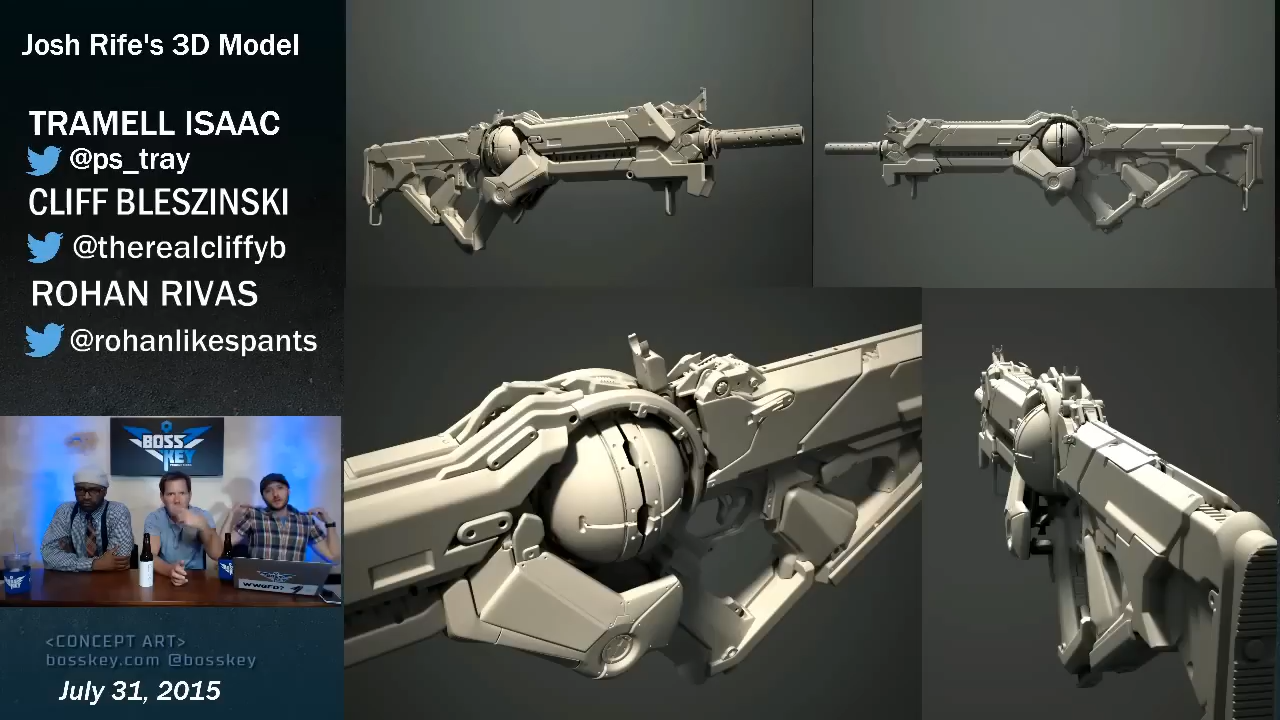 Josh Rife's 3D Model
TRAMELL ISAAC
@ps_tray
CLIFF BLESZINSKI
@therealcliffyb
ROHAN RIVAS
@rohanlikespants
BOSS
KEY
WWGRD?
<CONCEPT ART>
bosskey.com @bosskey
July 31, 2015